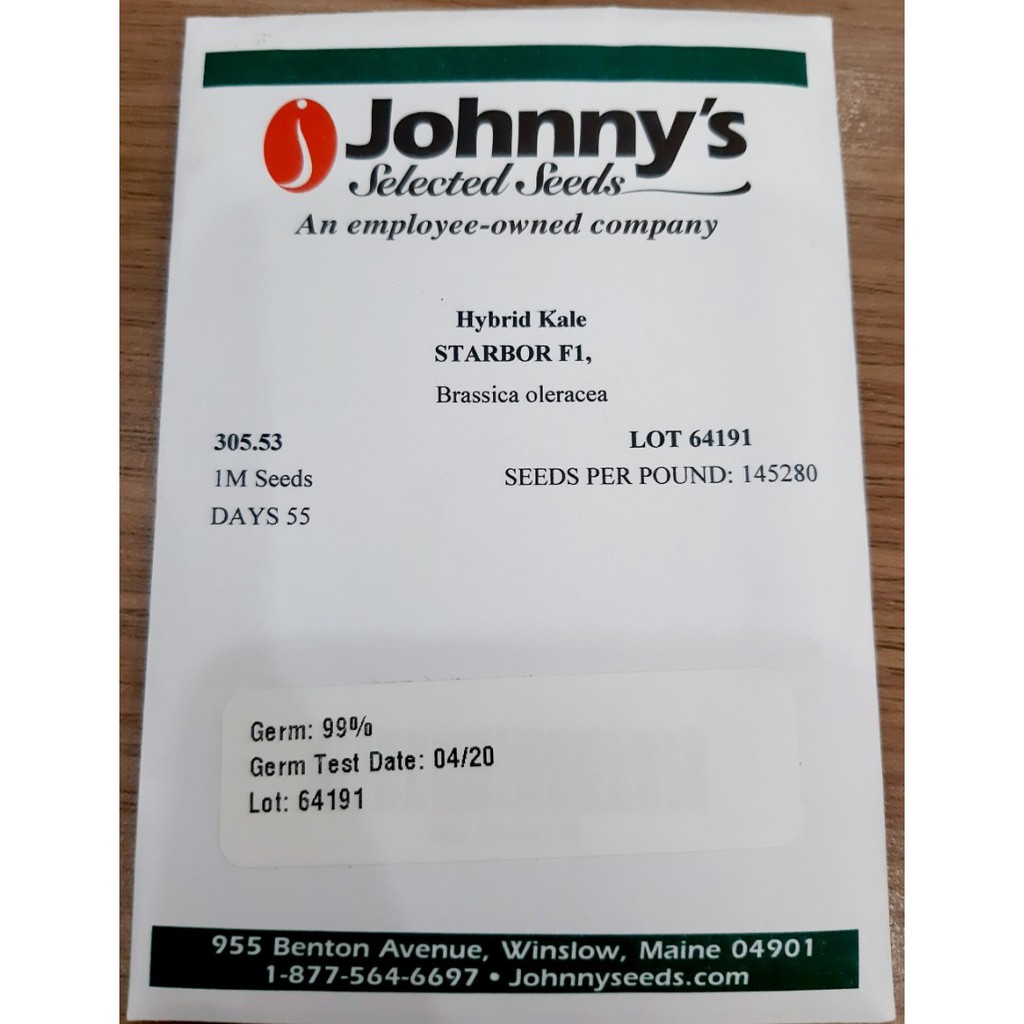 Johnny's
Selected Seeds
An employee-owned company
Hybrid Kale
STARBOR F1,
Brassica oleracea
305.53 LOT 64191
1M Seeds SEEDS PER POUND: 145280
DAYS 55
Germ: 99%
Germ Test Date: 04/20
Lot: 64191
955 Benton Avenue, Winslow, Maine 04901
1-877-564-6697 • Johnnyseeds.com